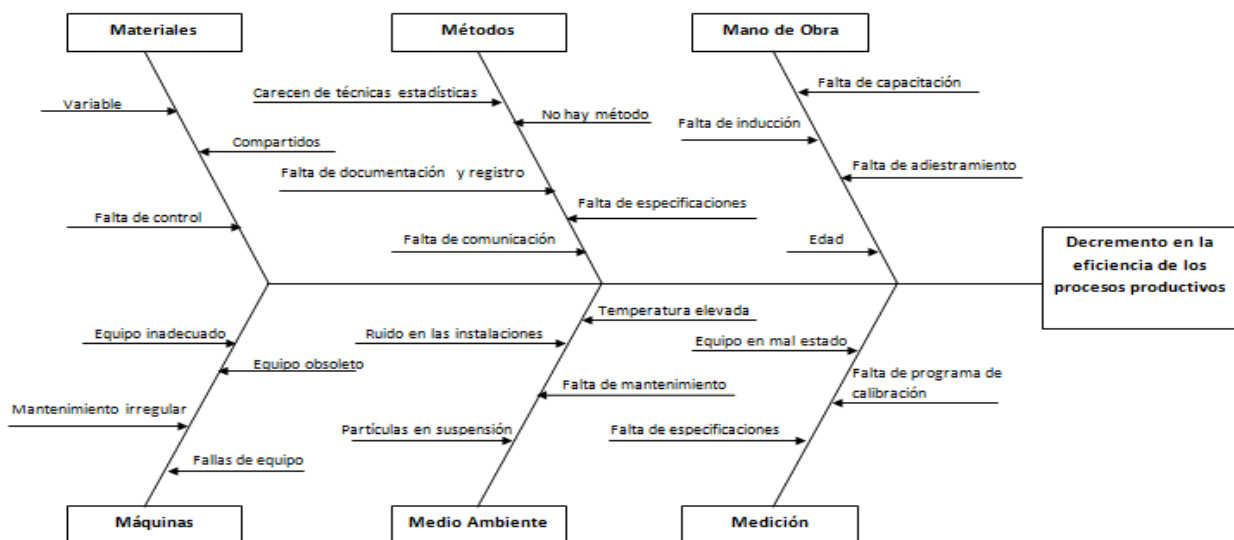 Materiales
Métodos
Mano de Obra
Variable
Compartidos
Falta de control
Carecen de técnicas estadísticas
No hay método
Falta de documentación y registro
Falta de especificaciones
Falta de comunicación
Falta de capacitación
Falta de inducción
Falta de adiestramiento
Edad
Decremento en la
eficiencia de los
procesos productivos
Equipo inadecuado
Equipo obsoleto
Mantenimiento irregular
Fallas de equipo
Temperatura elevada
Ruido en las instalaciones
Falta de mantenimiento
Partículas en suspensión
Equipo en mal estado
Falta de programa de
calibración
Falta de especificaciones
Máquinas
Medio Ambiente
Medición